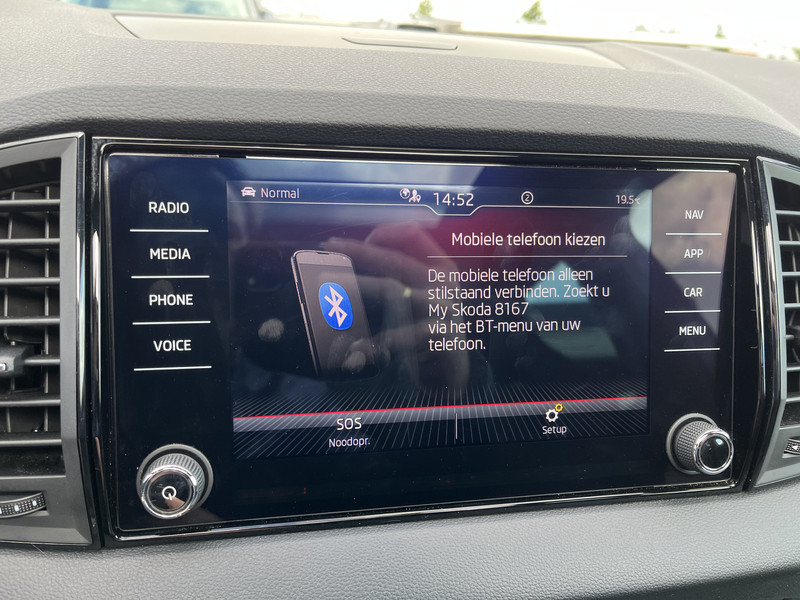 Normal
14:52
2
19.5°C
RADIO
MEDIA
PHONE
VOICE
Mobiele telefoon kiezen
De mobiele telefoon alleen
stilstaand verbinden. Zoekt u
My Skoda 8167
via het BT-menu van uw
telefoon.
SOS
Noodopr.
Setup
NAV
APP
CAR
MENU